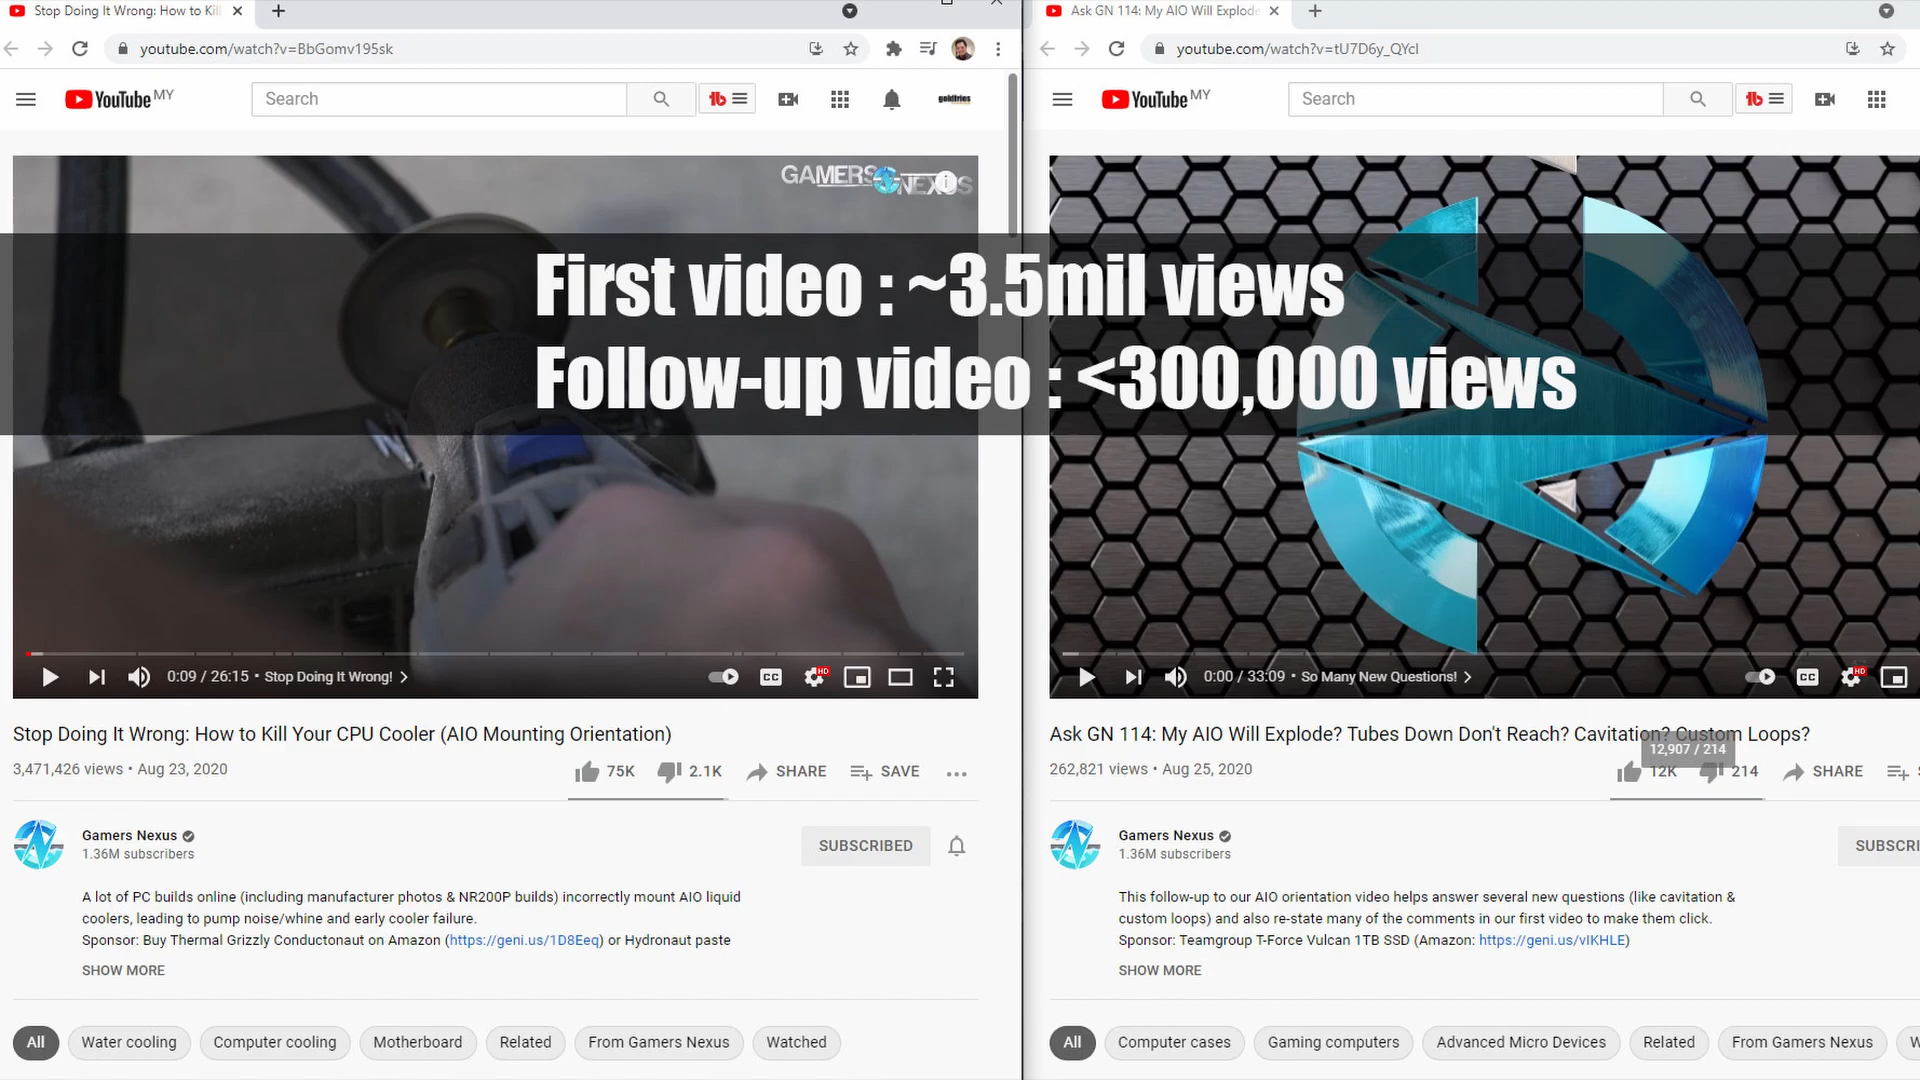 Stop Doing It Wrong: How to Kil
youtube.com/watch?v=BbGomv195sk
YouTube MY
Search
goldfries
GAMERS NEXUS
First video : ~3.5mil views
Follow-up video : <300,000 views
0:09 / 26:15 • Stop Doing It Wrong!
CC
HD
Stop Doing It Wrong: How to Kill Your CPU Cooler (AIO Mounting Orientation)
3,471,426 views • Aug 23, 2020
75K
2.1K
SHARE
SAVE
Gamers Nexus
1.36M subscribers
SUBSCRIBED
A lot of PC builds online (including manufacturer photos & NR200P builds) incorrectly mount AIO liquid
coolers, leading to pump noise/whine and early cooler failure.
Sponsor: Buy Thermal Grizzly Conductonaut on Amazon (https://geni.us/1D8Eeq) or Hydronaut paste
SHOW MORE
All
Water cooling
Computer cooling
Motherboard
Related
From Gamers Nexus
Watched
Ask GN 114: My AIO Will Explode
youtube.com/watch?v=tU7D6y_QYcI
YouTube MY
Search
0:00 / 33:09 • So Many New Questions!
CC
HD
Ask GN 114: My AIO Will Explode? Tubes Down Don't Reach? Cavitation? Custom Loops?
12,907 / 214
262,821 views • Aug 25, 2020
12K
214
SHARE
Gamers Nexus
1.36M subscribers
SUBSCRI
This follow-up to our AIO orientation video helps answer several new questions (like cavitation &
custom loops) and also re-state many of the comments in our first video to make them click.
Sponsor: Teamgroup T-Force Vulcan 1TB SSD (Amazon: https://geni.us/vIKHLE)
SHOW MORE
All
Computer cases
Gaming computers
Advanced Micro Devices
Related
From Gamers Nexus